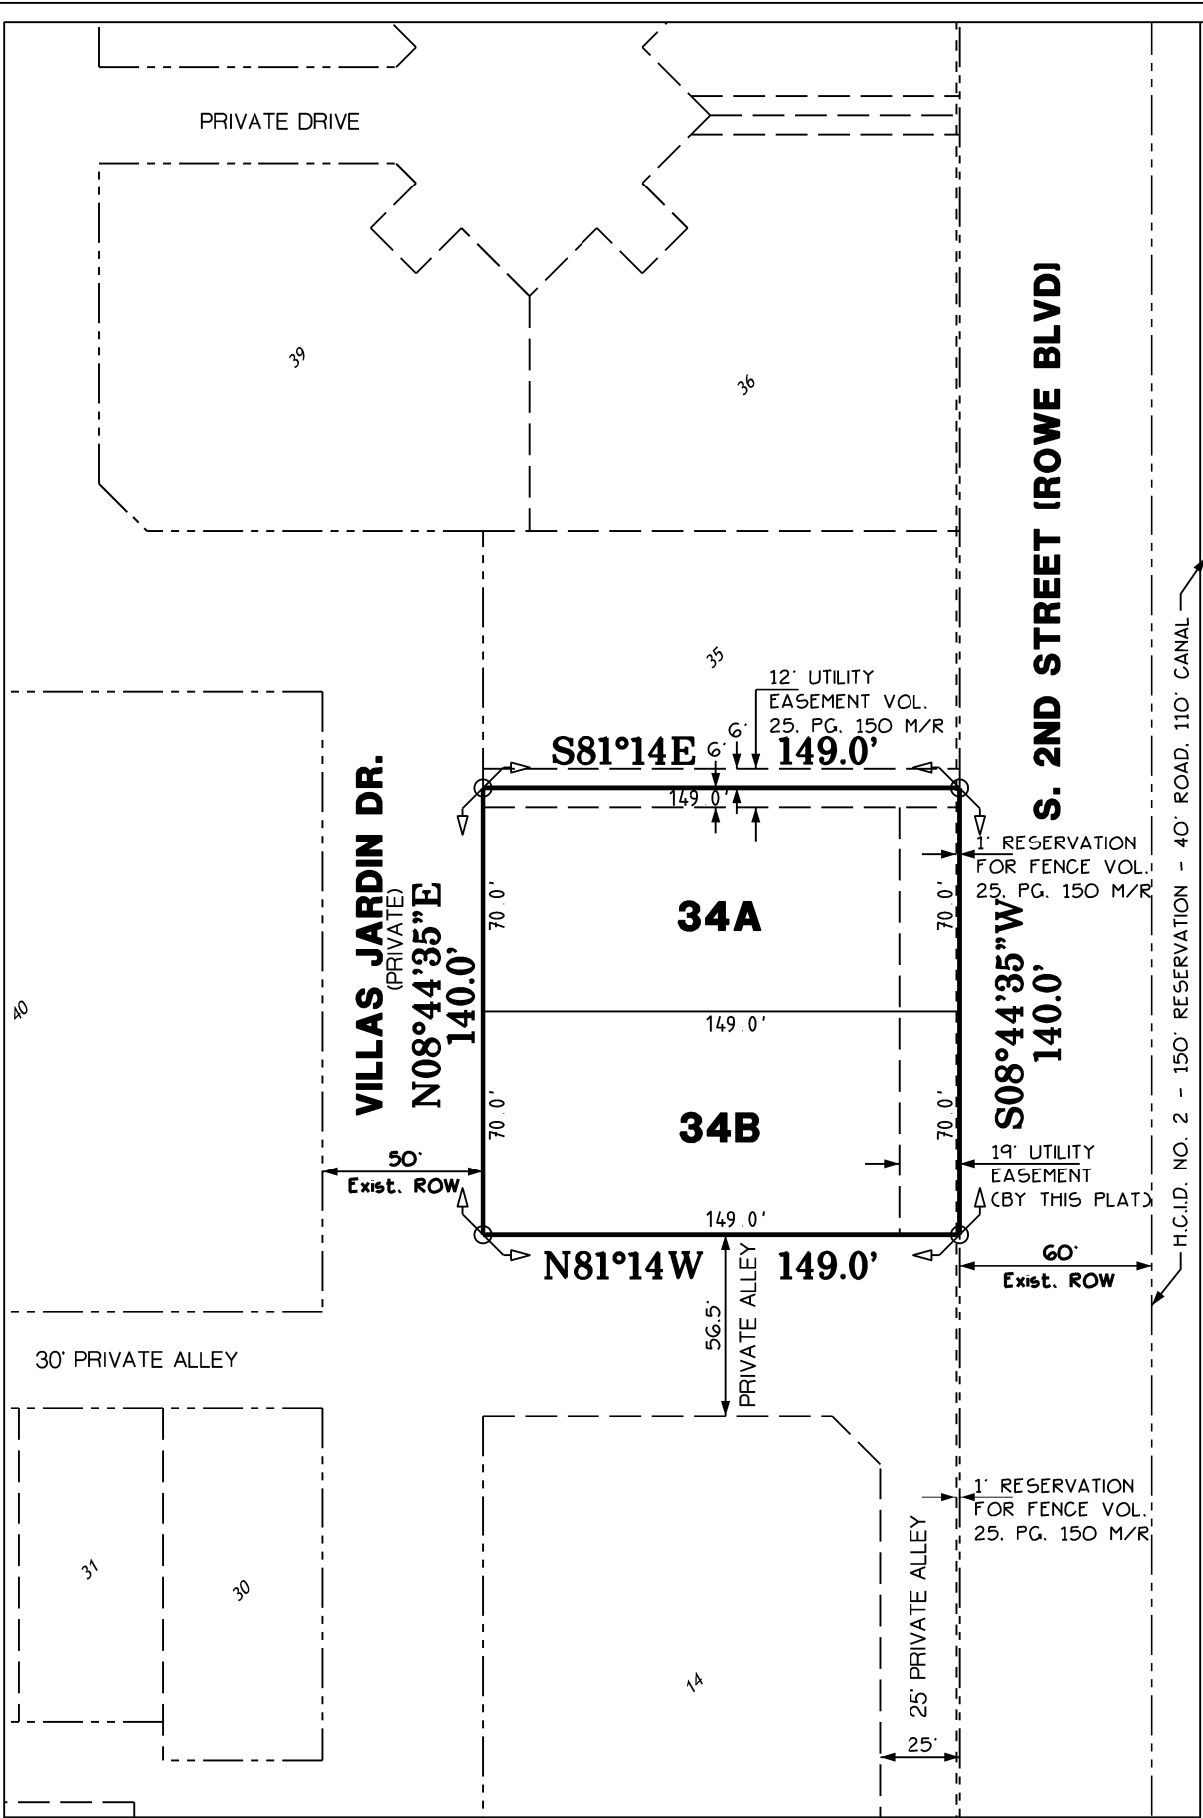 PRIVATE DRIVE
39
36
S. 2ND STREET (ROWE BLVD)
35
12' UTILITY
EASEMENT VOL.
25, PG. 150 M/R
6'
6'
S81°14E 149.0'
149.0'
1' RESERVATION
FOR FENCE VOL.
25, PG. 150 M/R
VILLAS JARDIN DR.
(PRIVATE)
N08°44'35"E
140.0'
70.0'
34A
70.0'
S08°44'35"W
140.0'
40
149.0'
70.0'
34B
70.0'
H.C.I.D. NO. 2 - 150' RESERVATION - 40' ROAD, 110' CANAL
50'
Exist. ROW
19' UTILITY
EASEMENT
(BY THIS PLAT)
149.0'
N81°14W 149.0'
60'
Exist. ROW
56.5'
PRIVATE ALLEY
30' PRIVATE ALLEY
1' RESERVATION
FOR FENCE VOL.
25, PG. 150 M/R
31
30
14
25' PRIVATE ALLEY
25'